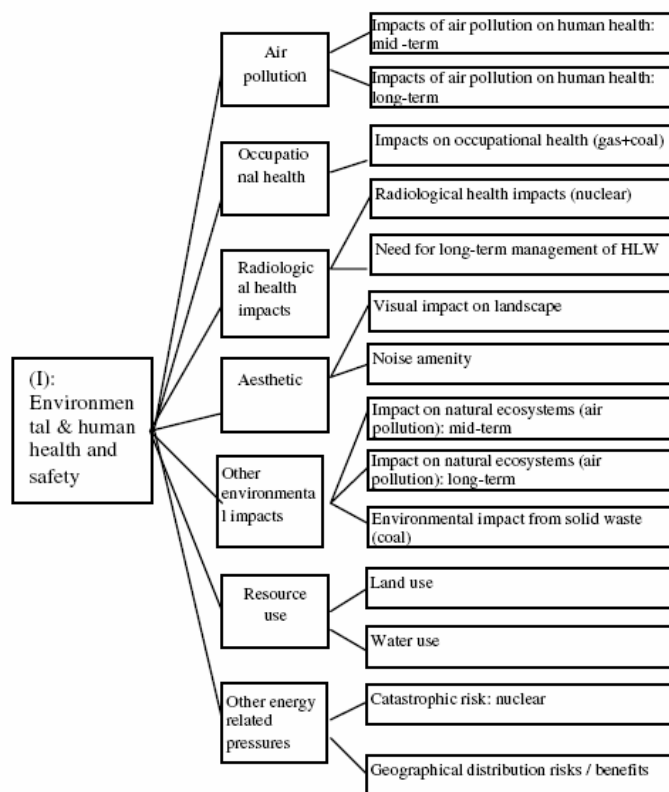 Air
pollution
Impacts of air pollution on human health:
mid -term
Impacts of air pollution on human health:
long-term
Occupatio
nal health
Impacts on occupational health (gas+coal)
Radiologic
al health
impacts
Radiological health impacts (nuclear)
Need for long-term management of HLW
(I):
Environmen
tal & human
health and
safety
Aesthetic
Visual impact on landscape
Noise amenity
Other
environmenta
l impacts
Impact on natural ecosystems (air
pollution): mid-term
Impact on natural ecosystems (air
pollution): long-term
Environmental impact from solid waste
(coal)
Resource
use
Land use
Water use
Other energy
related
pressures
Catastrophic risk: nuclear
Geographical distribution risks / benefits